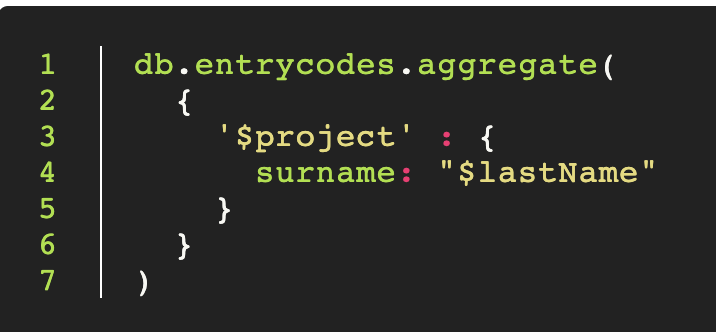 1 db.entrycodes.aggregate(
2 {
3 '$project' : {
4 surname: "$lastName"
5 }
6 }
7 )